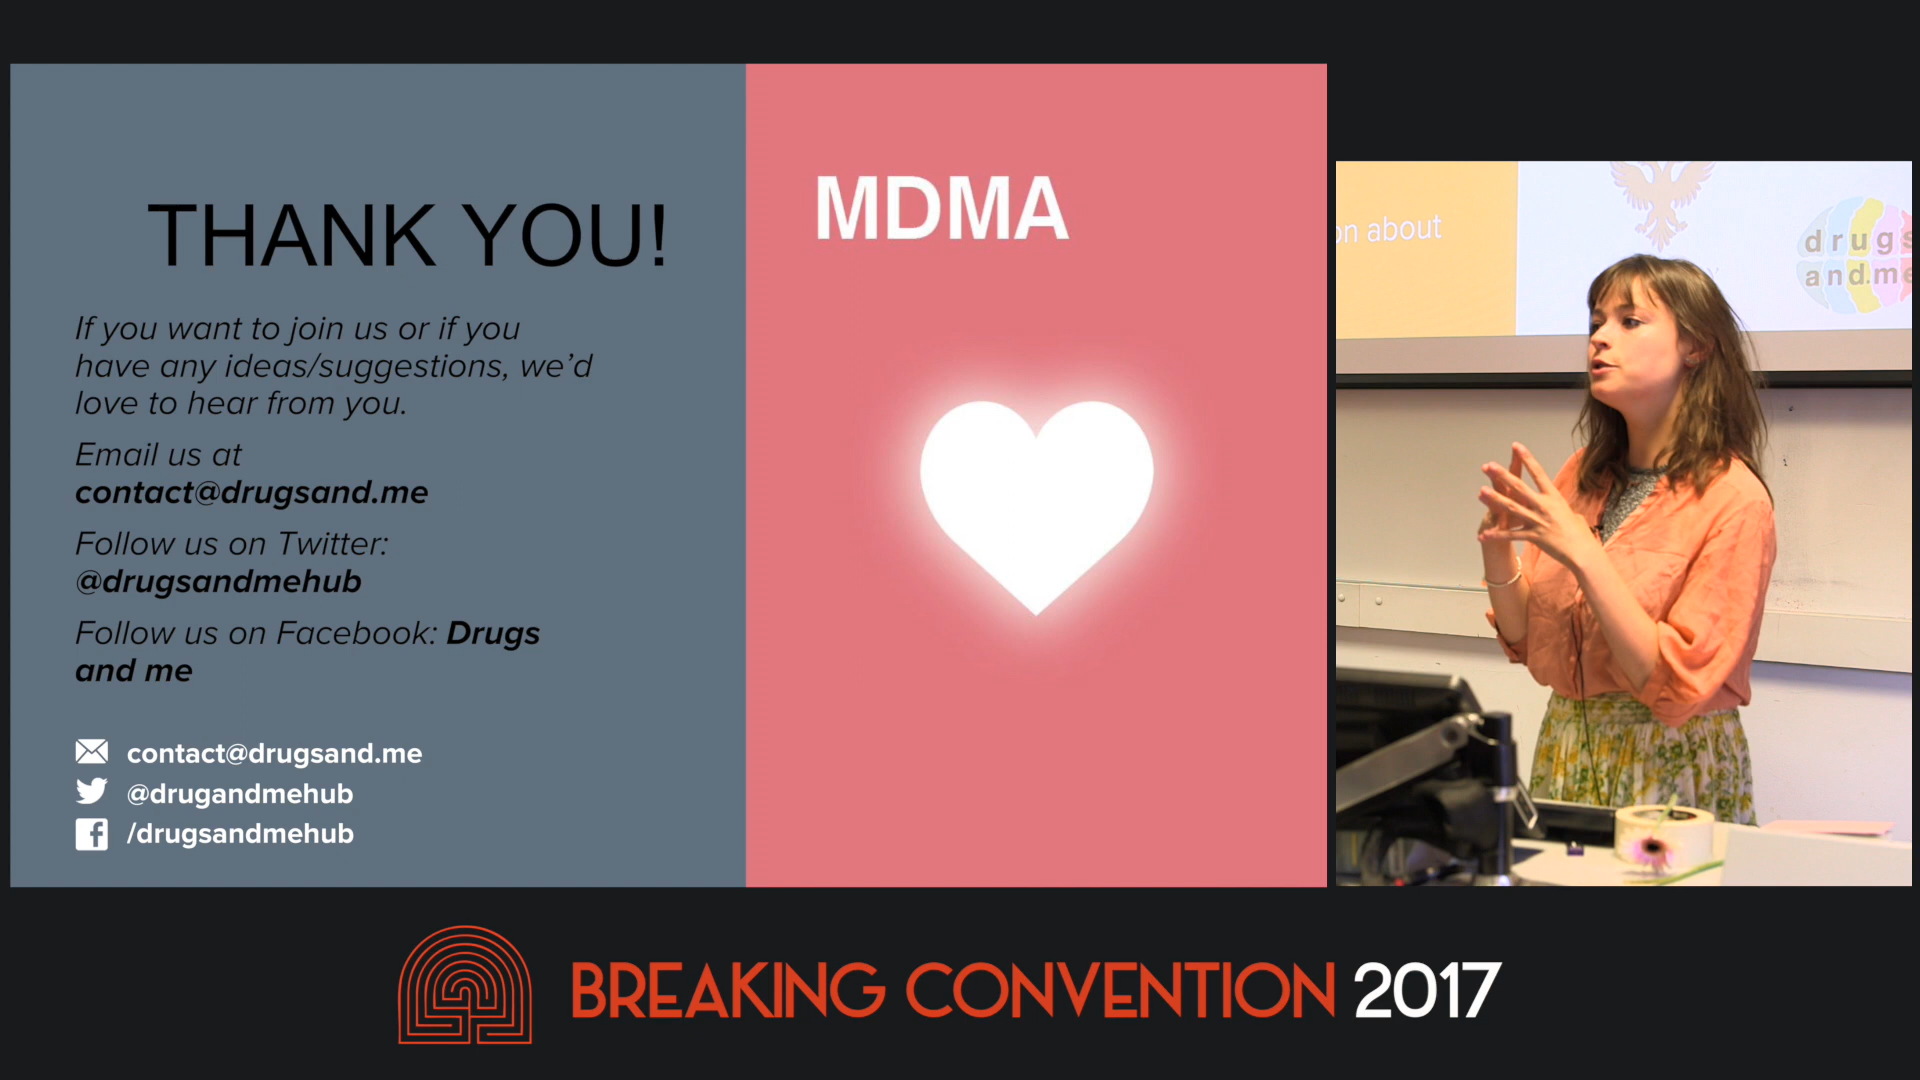 THANK YOU!
If you want to join us or if you
have any ideas/suggestions, we'd
love to hear from you.
Email us at
contact@drugsand.me
Follow us on Twitter:
@drugsandmehub
Follow us on Facebook: Drugs
and me
contact@drugsand.me
@drugandmehub
/drugsandmehub
MDMA
on about
drugs
and.me
BREAKING CONVENTION 2017